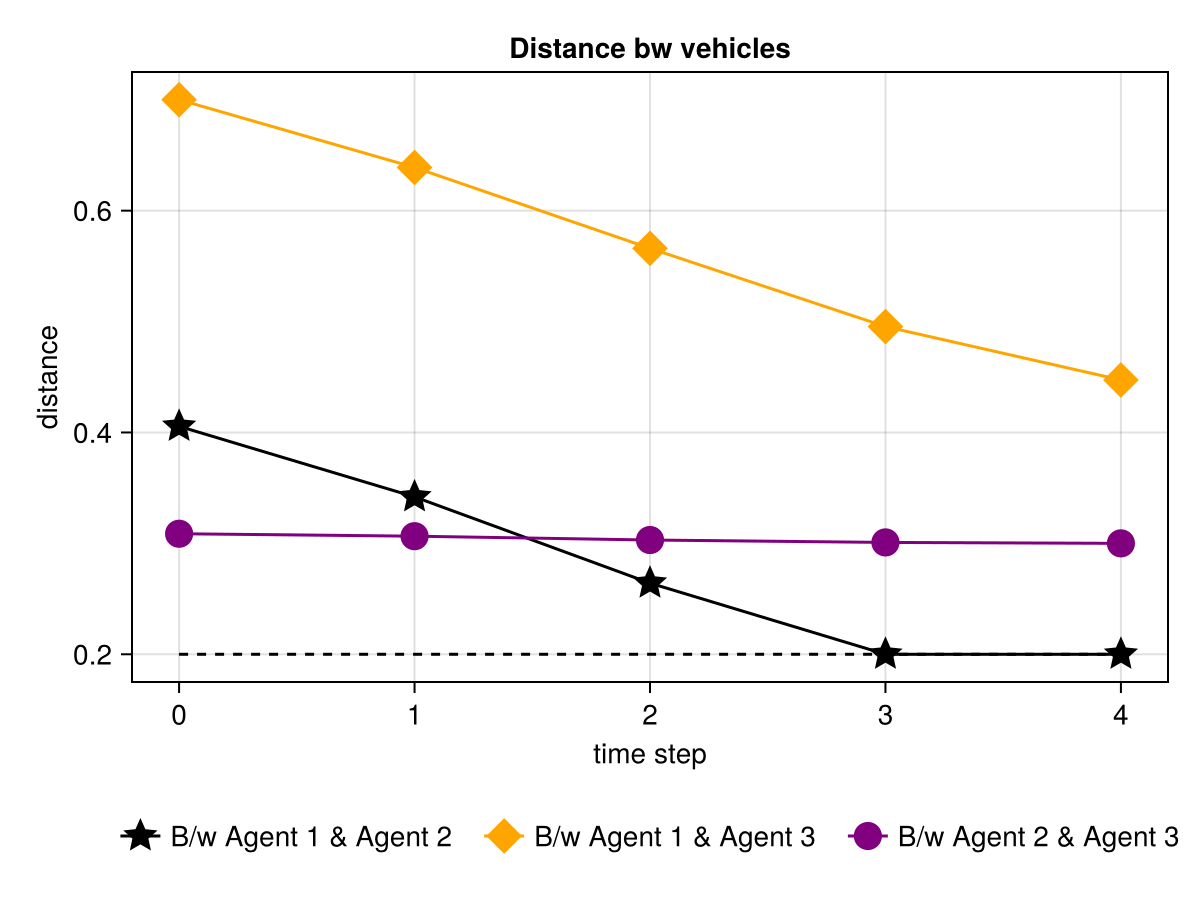 Distance bw vehicles
distance
0.6
0.4
0.2
0 1 2 3 4
time step
B/w Agent 1 & Agent 2 B/w Agent 1 & Agent 3 B/w Agent 2 & Agent 3